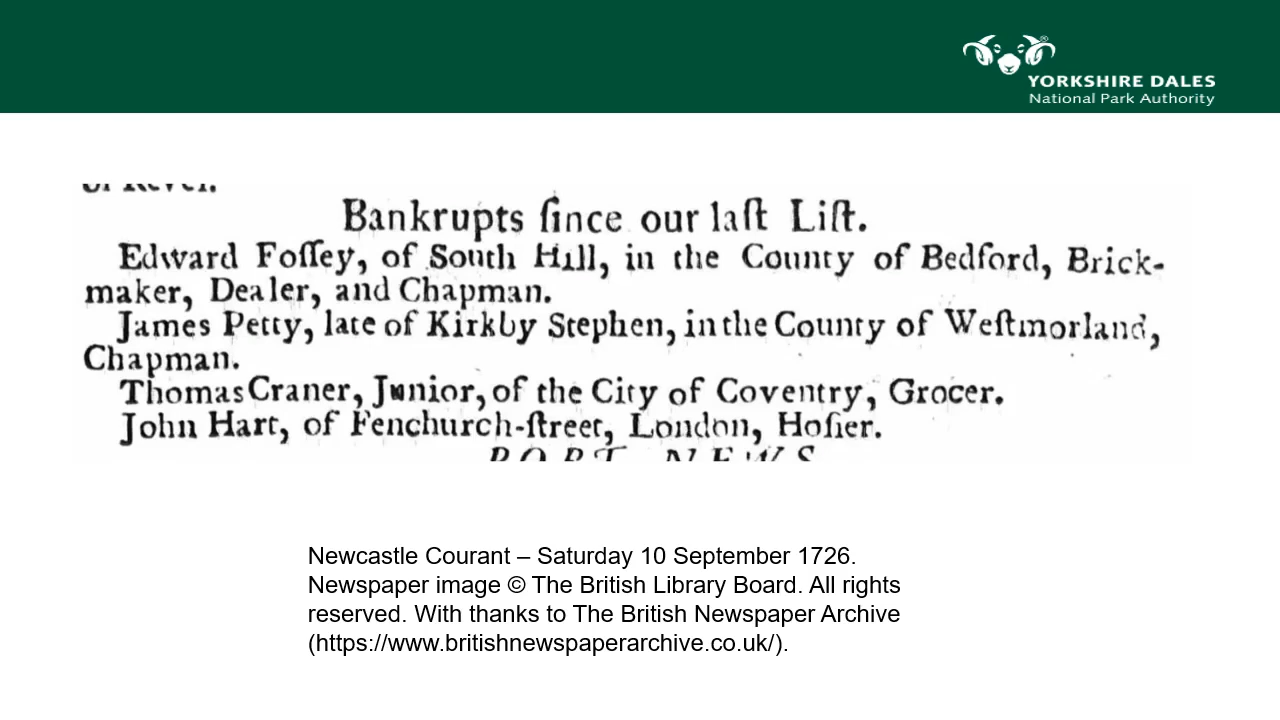 YORKSHIRE DALES
National Park Authority
of Revel.
Bankrupts ſince our laſt Liſt.
Edward Foſſey, of South Hill, in the County of Bedford, Brick-
maker, Dealer, and Chapman.
James Petty, late of Kirkby Stephen, in the County of Weſtmorland,
Chapman.
Thomas Craner, Junior, of the City of Coventry, Grocer.
John Hart, of Fenchurch-ſtreet, London, Hoſier.
PORT NEWS
Newcastle Courant – Saturday 10 September 1726.
Newspaper image © The British Library Board. All rights
reserved. With thanks to The British Newspaper Archive
(https://www.britishnewspaperarchive.co.uk/).